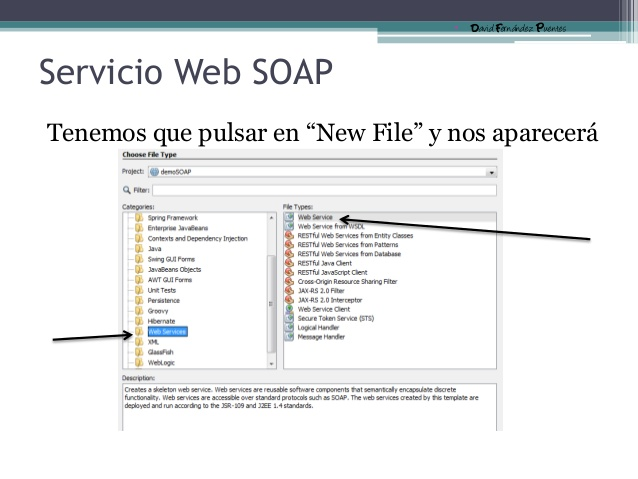 David Fernández Puentes
Servicio Web SOAP
Tenemos que pulsar en “New File” y nos aparecerá
Choose File Type
Project: demoSOAP
Filter:
Categories:
Spring Framework
Enterprise JavaBeans
Contexts and Dependency Injection
Java
Swing GUI Forms
JavaBeans Objects
AWT GUI Forms
Unit Tests
Persistence
Groovy
Hibernate
Web Services
XML
GlassFish
WebLogic
File Types:
Web Service
Web Service from WSDL
RESTful Web Services from Entity Classes
RESTful Web Services from Patterns
RESTful Web Services from Database
RESTful Java Client
RESTful JavaScript Client
Cross-Origin Resource Sharing Filter
JAX-RS 2.0 Filter
JAX-RS 2.0 Interceptor
Web Service Client
Secure Token Service (STS)
Logical Handler
Message Handler
Description:
Creates a skeleton web service. Web services are reusable software components that semantically encapsulate discrete
functionality. Web services are accessible over standard protocols such as SOAP. The web services created by this template are
deployed and run according to the JSR-109 and J2EE 1.4 standards.